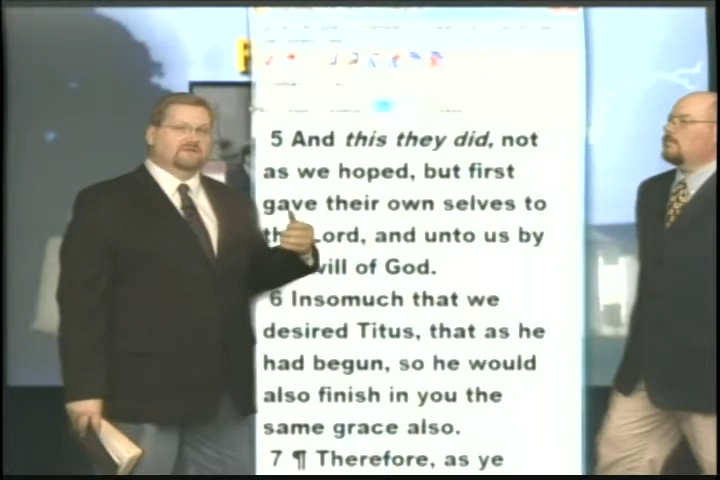 5 And this they did, not
as we hoped, but first
gave their own selves to
Lord, and unto us by
will of God.
6 Insomuch that we
desired Titus, that as he
had begun, so he would
also finish in you the
same grace also.
7 ¶ Therefore, as ye